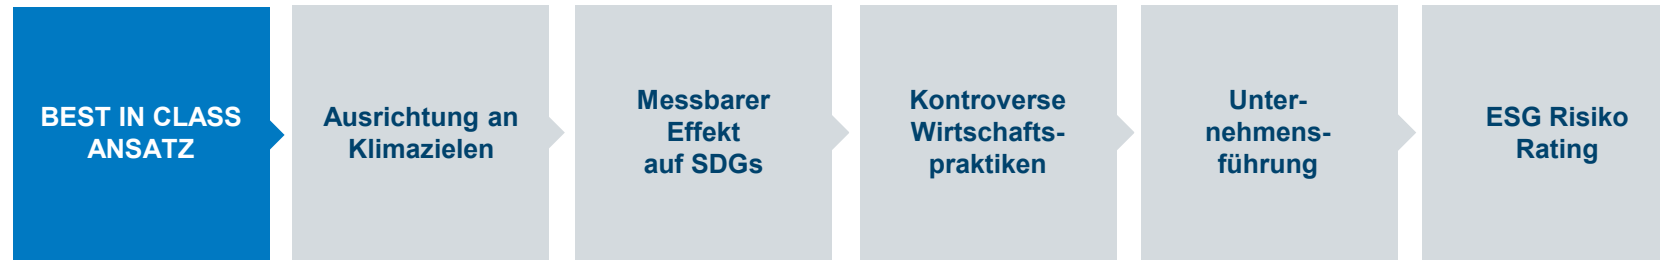 BEST IN CLASS
ANSATZ
Ausrichtung an
Klimazielen
Messbarer
Effekt
auf SDGs
Kontroverse
Wirtschafts-
praktiken
Unter-
nehmens-
führung
ESG Risiko
Rating